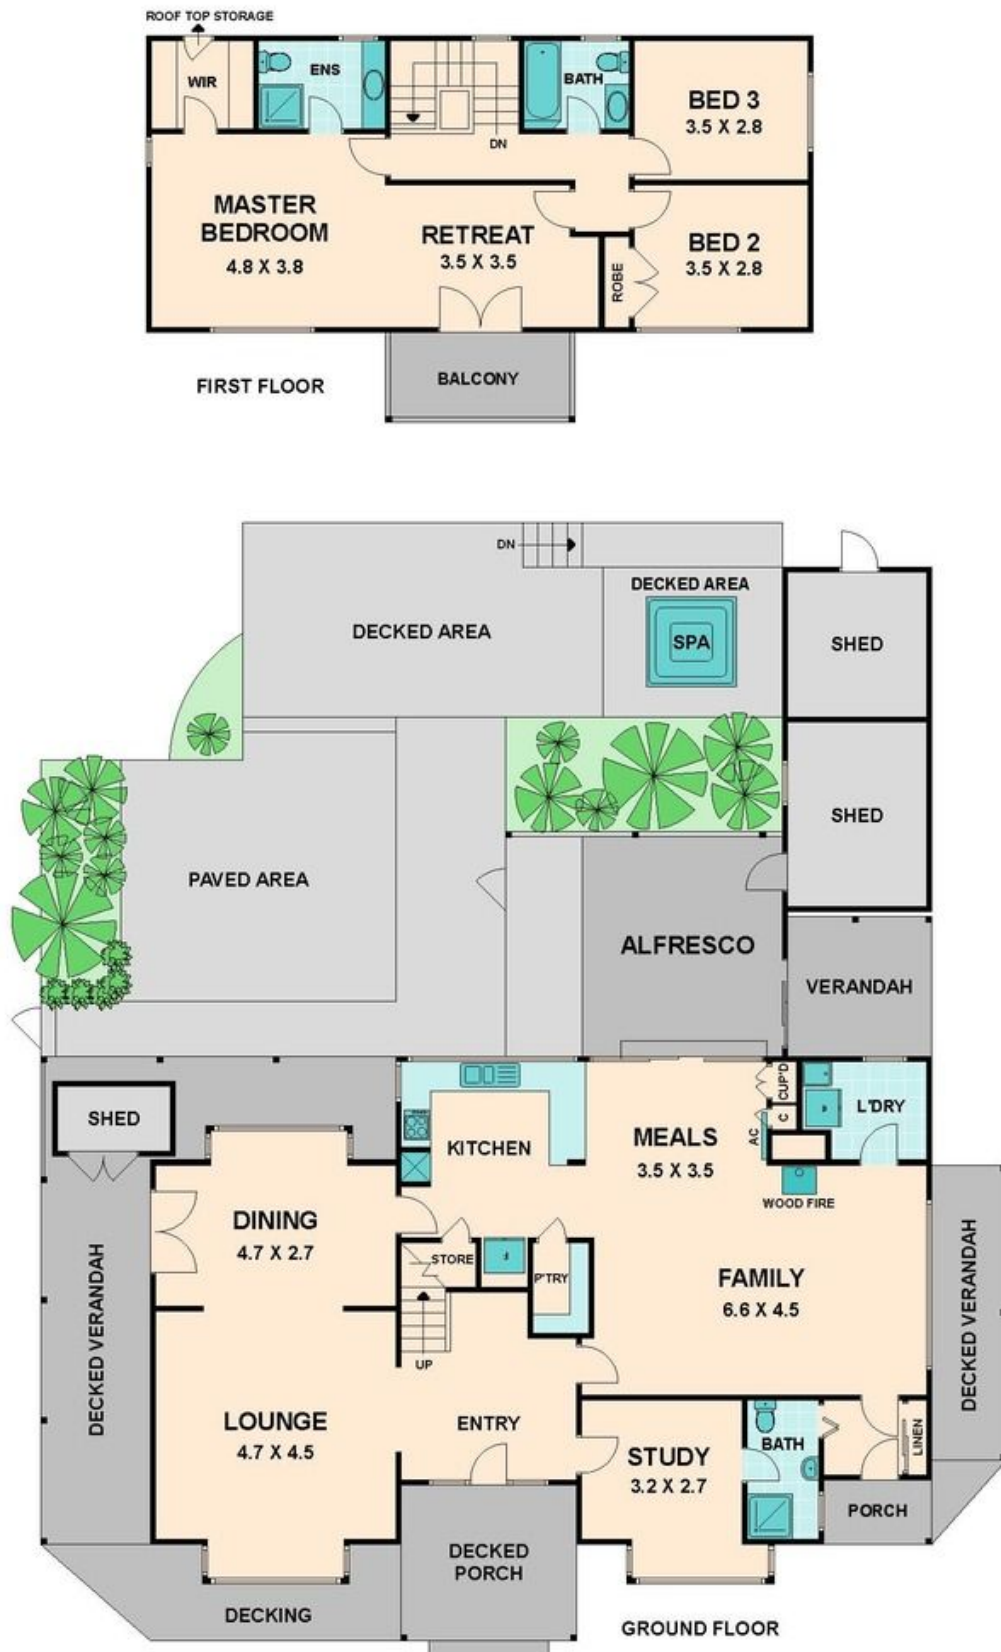 ROOF TOP STORAGE
WIR
ENS
BATH
BED 3
3.5 X 2.8
DN
MASTER
BEDROOM
4.8 X 3.8
RETREAT
3.5 X 3.5
ROBE
BED 2
3.5 X 2.8
BALCONY
FIRST FLOOR
DN
DECKED AREA
DECKED AREA
SPA
SHED
SHED
PAVED AREA
ALFRESCO
VERANDAH
SHED
KITCHEN
MEALS
3.5 X 3.5
CUP'D
C
AC
L'DRY
WOOD FIRE
DINING
4.7 X 2.7
STORE
P'TRY
FAMILY
6.6 X 4.5
DECKED VERANDAH
DECKED VERANDAH
UP
LOUNGE
4.7 X 4.5
ENTRY
STUDY
3.2 X 2.7
BATH
LINEN
PORCH
DECKED
PORCH
DECKING
GROUND FLOOR